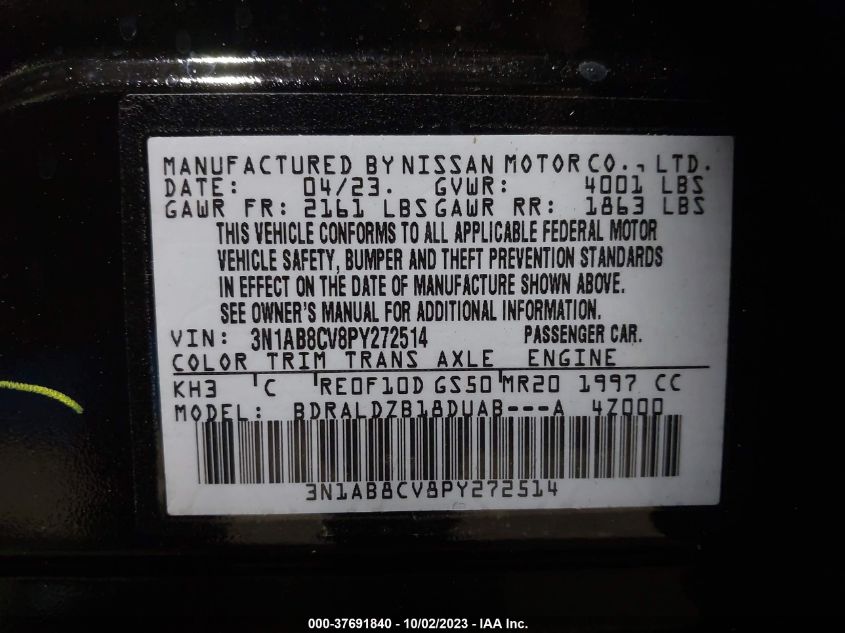 MANUFACTURED BY NISSAN MOTOR CO., LTD.
DATE: 04/23. GVWR: 4001 LBS
GAWR FR: 2161 LBS GAWR RR: 1863 LBS
THIS VEHICLE CONFORMS TO ALL APPLICABLE FEDERAL MOTOR
VEHICLE SAFETY, BUMPER AND THEFT PREVENTION STANDARDS
IN EFFECT ON THE DATE OF MANUFACTURE SHOWN ABOVE.
SEE OWNER'S MANUAL FOR ADDITIONAL INFORMATION.
VIN: 3N1AB8CV8PY272514 PASSENGER CAR.
COLOR TRIM TRANS AXLE ENGINE
KH3 C RE0F10D GS50 MR20 1997 CC
MODEL: BDRALDZB18DUAB---A 4Z000
3N1AB8CV8PY272514
000-37691840 - 10/02/2023 - IAA Inc.